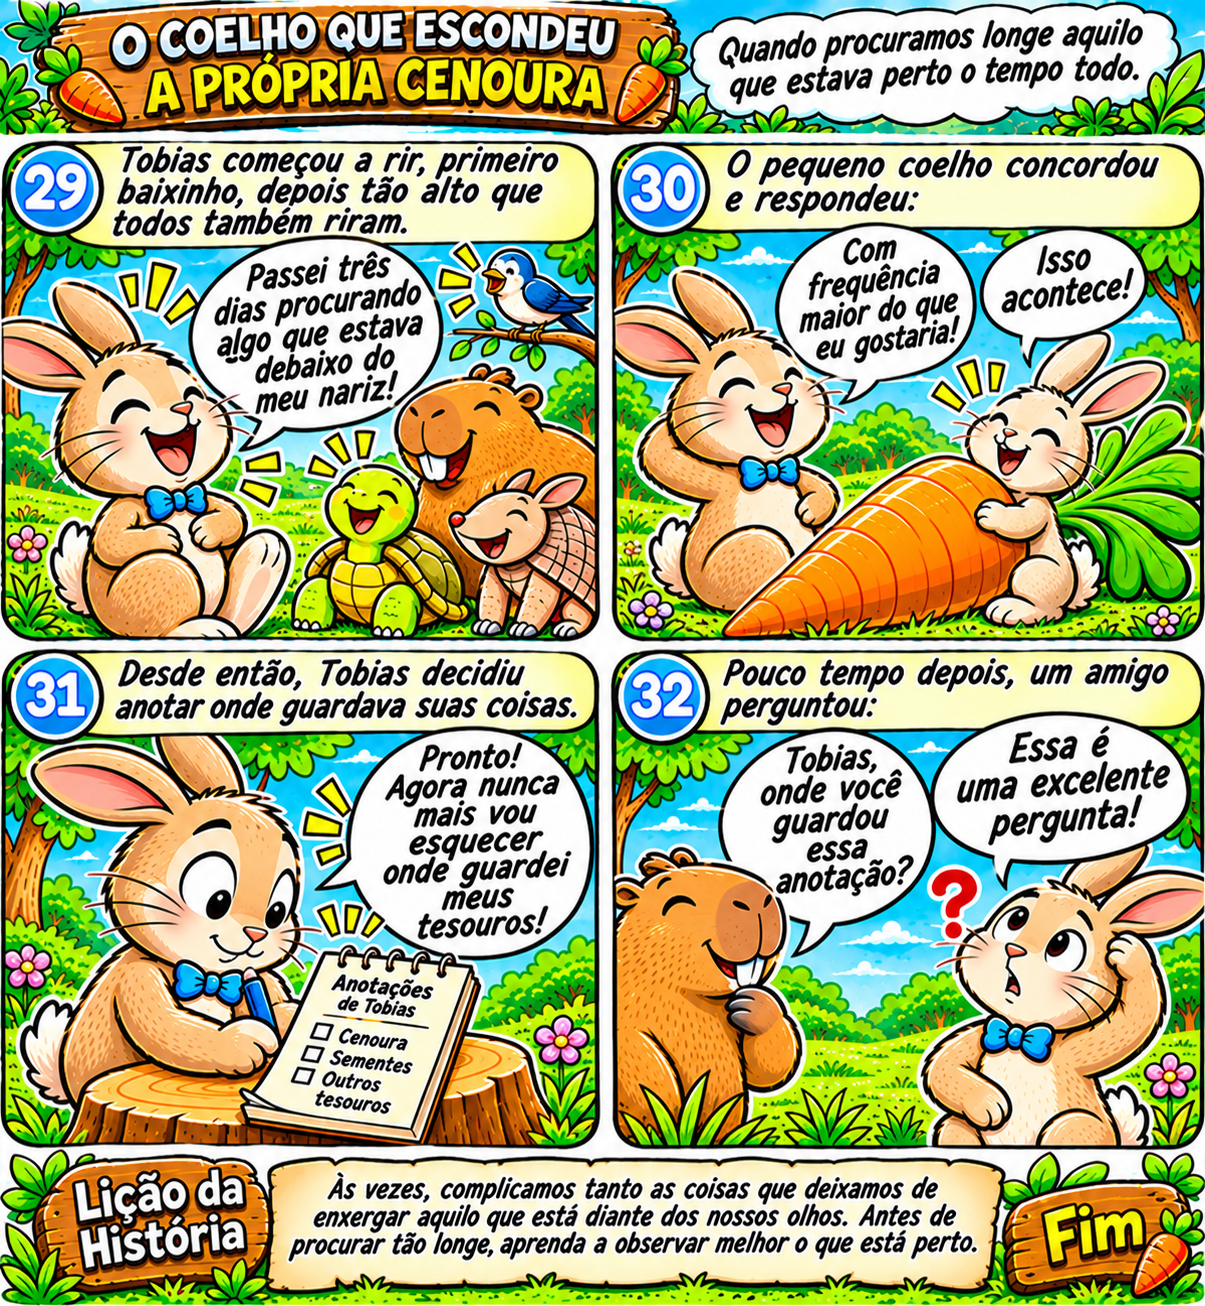 O COELHO QUE ESCONDEU
A PRÓPRIA CENOURA
Quando procuramos longe aquilo
que estava perto o tempo todo.
29
Tobias começou a rir, primeiro
baixinho, depois tão alto que
todos também riram.
Passei três
dias procurando
algo que estava
debaixo do
meu nariz!
30
O pequeno coelho concordou
e respondeu:
Com
frequência
maior do que
eu gostaria!
Isso
acontece!
31
Desde então, Tobias decidiu
anotar onde guardava suas coisas.
Pronto!
Agora nunca
mais vou
esquecer
onde guardei
meus
tesouros!
Anotações
de Tobias
Cenoura
Sementes
Outros
tesouros
32
Pouco tempo depois, um amigo
perguntou:
Tobias,
onde você
guardou
essa
anotação?
Essa é
uma excelente
pergunta!
?
Lição da
História
Às vezes, complicamos tanto as coisas que deixamos de
enxergar aquilo que está diante dos nossos olhos. Antes de
procurar tão longe, aprenda a observar melhor o que está perto.
Fim